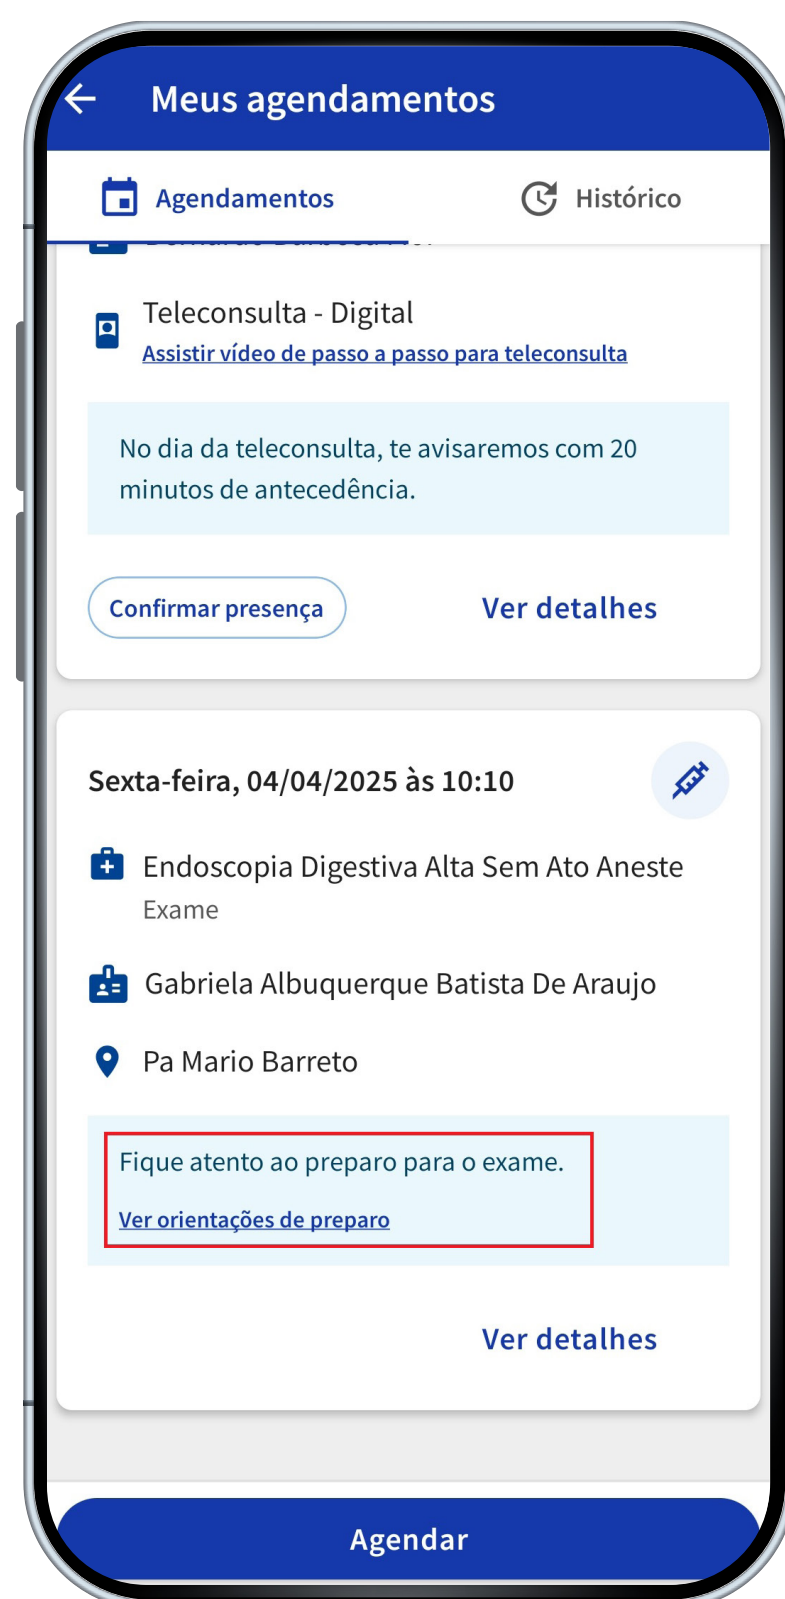 Meus agendamentos
Agendamentos
Histórico
Teleconsulta - Digital
Assistir vídeo de passo a passo para teleconsulta
No dia da teleconsulta, te avisaremos com 20
minutos de antecedência.
Confirmar presença
Ver detalhes
Sexta-feira, 04/04/2025 às 10:10
Endoscopia Digestiva Alta Sem Ato Aneste
Exame
Gabriela Albuquerque Batista De Araujo
Pa Mario Barreto
Fique atento ao preparo para o exame.
Ver orientações de preparo
Ver detalhes
Agendar